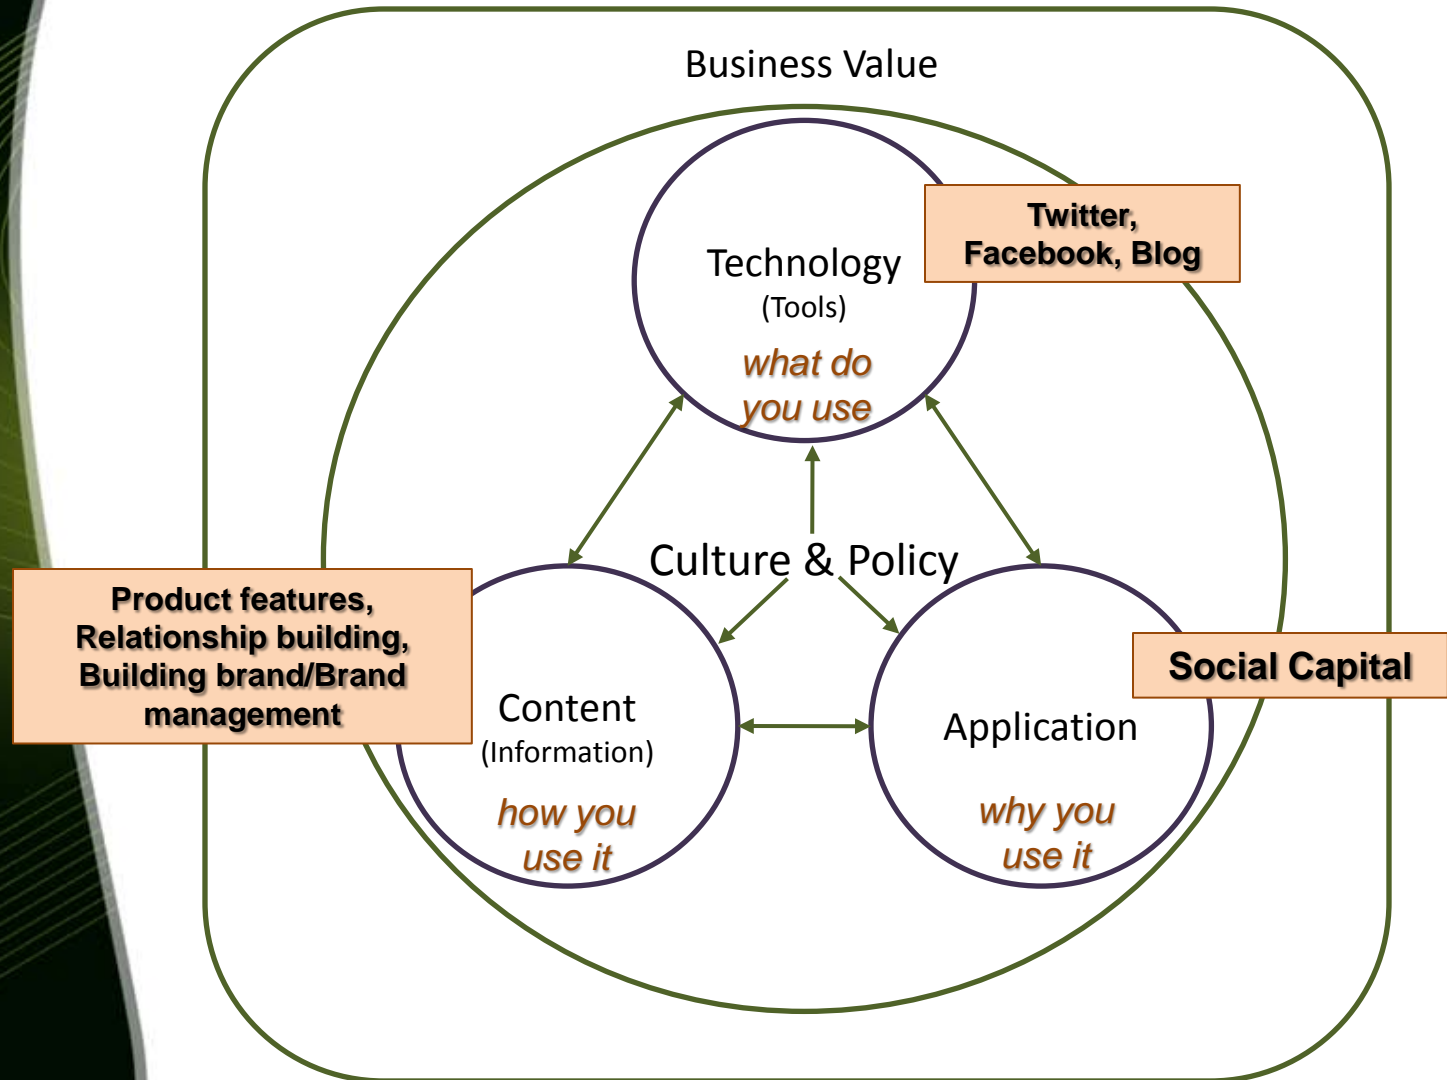 Business Value
Twitter,
Facebook, Blog
Technology
(Tools)
what do
you use
Culture & Policy
Product features,
Relationship building,
Building brand/Brand
management
Content
(Information)
how you
use it
Social Capital
Application
why you
use it